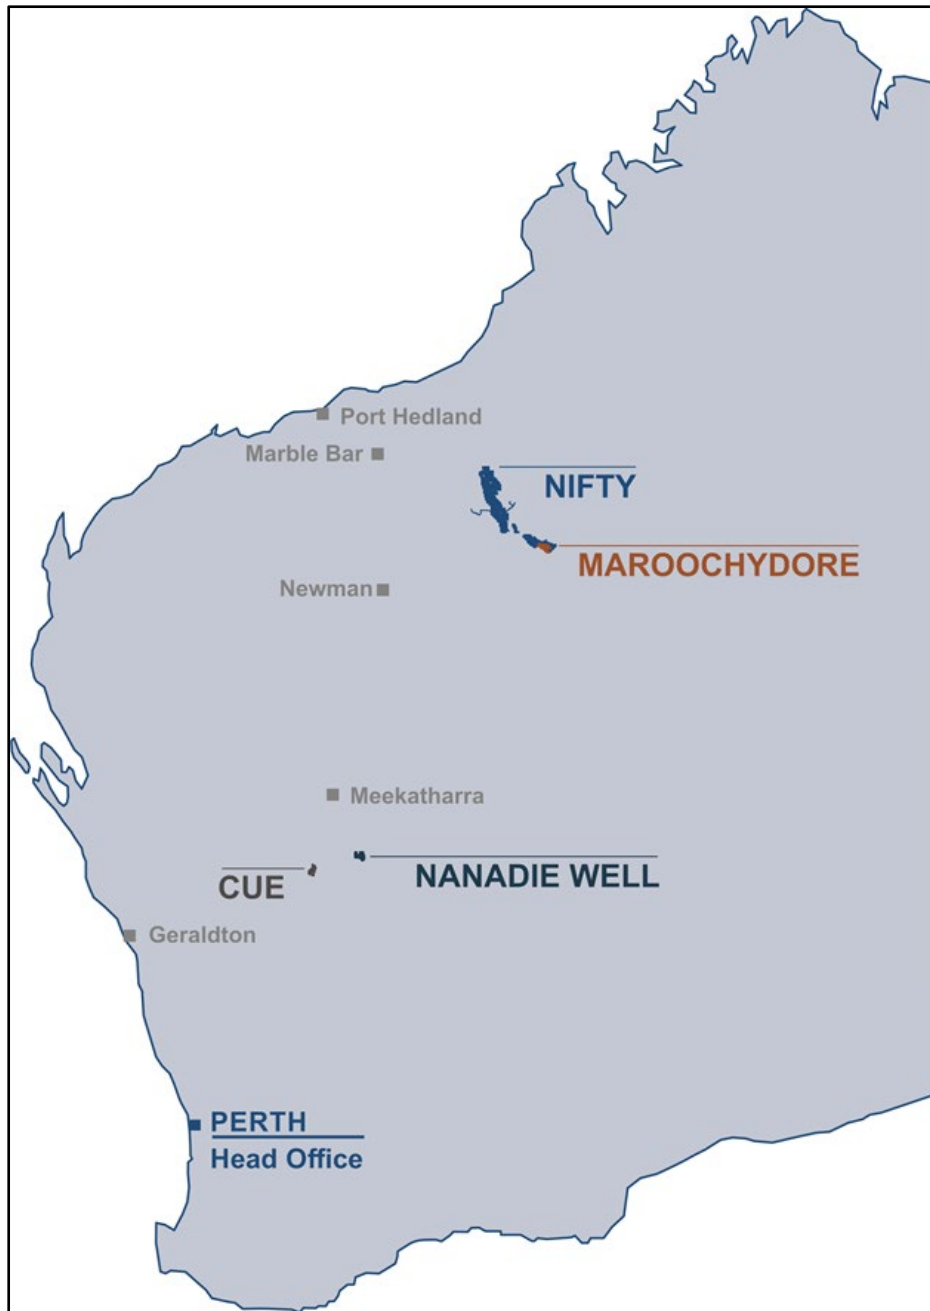 Port Hedland
Marble Bar
NIFTY
MAROOCHYDORE
Newman
Meekatharra
NANADIE WELL
CUE
Geraldton
PERTH
Head Office